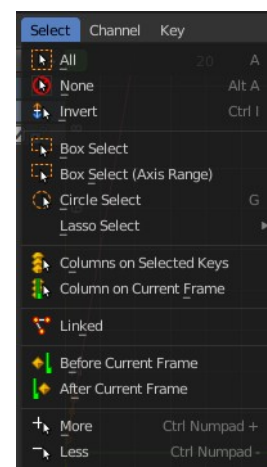 Select Channel Key
All A
None Alt A
Invert Ctrl I
Box Select
Box Select (Axis Range)
Circle Select G
Lasso Select
Columns on Selected Keys
Column on Current Frame
Linked
Before Current Frame
After Current Frame
More Ctrl Numpad +
Less Ctrl Numpad -